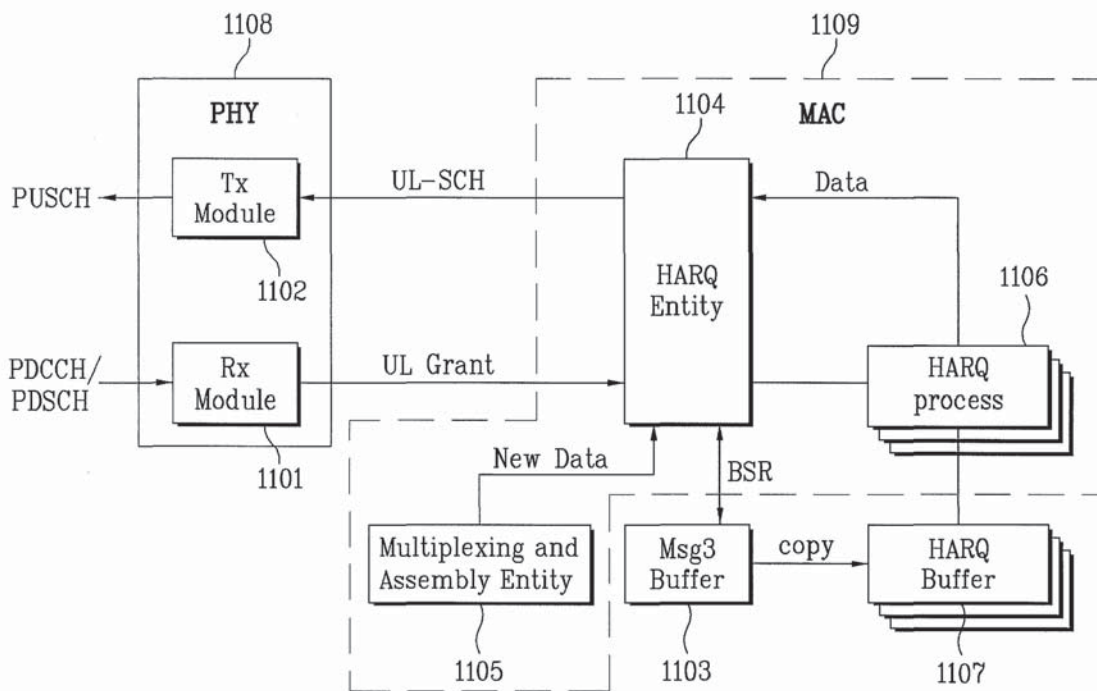 1108
1109
PHY
1104
MAC
Tx
Module
UL-SCH
Data
PUSCH
1102
HARQ
Entity
1106
PDCCH/
PDSCH
Rx
Module
UL Grant
HARQ
process
1101
New Data
BSR
Multiplexing and
Assembly Entity
Msg3
Buffer
copy
HARQ
Buffer
1105
1103
1107